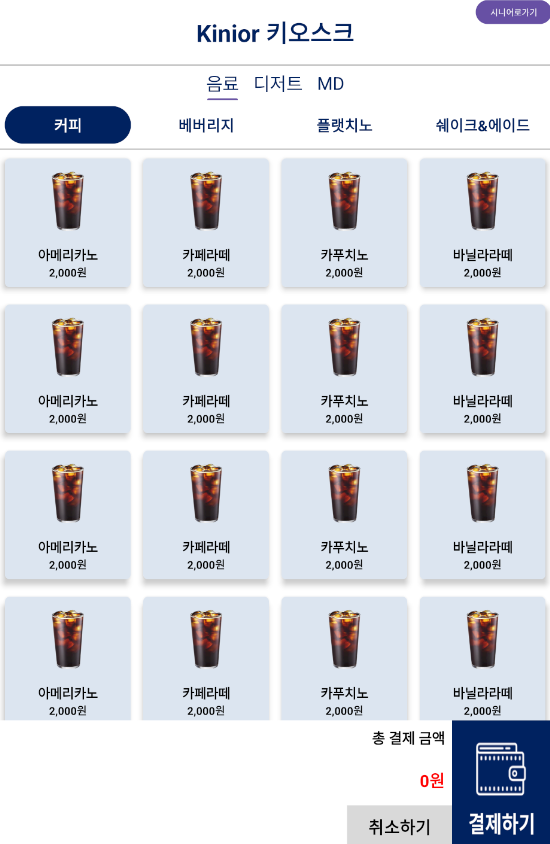 시니어로가기
Kinior 키오스크
음료 디저트 MD
커피 베버리지 플랫치노 쉐이크&에이드
아메리카노 카페라떼 카푸치노 바닐라라떼
2,000원 2,000원 2,000원 2,000원
아메리카노 카페라떼 카푸치노 바닐라라떼
2,000원 2,000원 2,000원 2,000원
아메리카노 카페라떼 카푸치노 바닐라라떼
2,000원 2,000원 2,000원 2,000원
아메리카노 카페라떼 카푸치노 바닐라라떼
2,000원 2,000원 2,000원 2,000원
총 결제 금액
0원
취소하기 결제하기